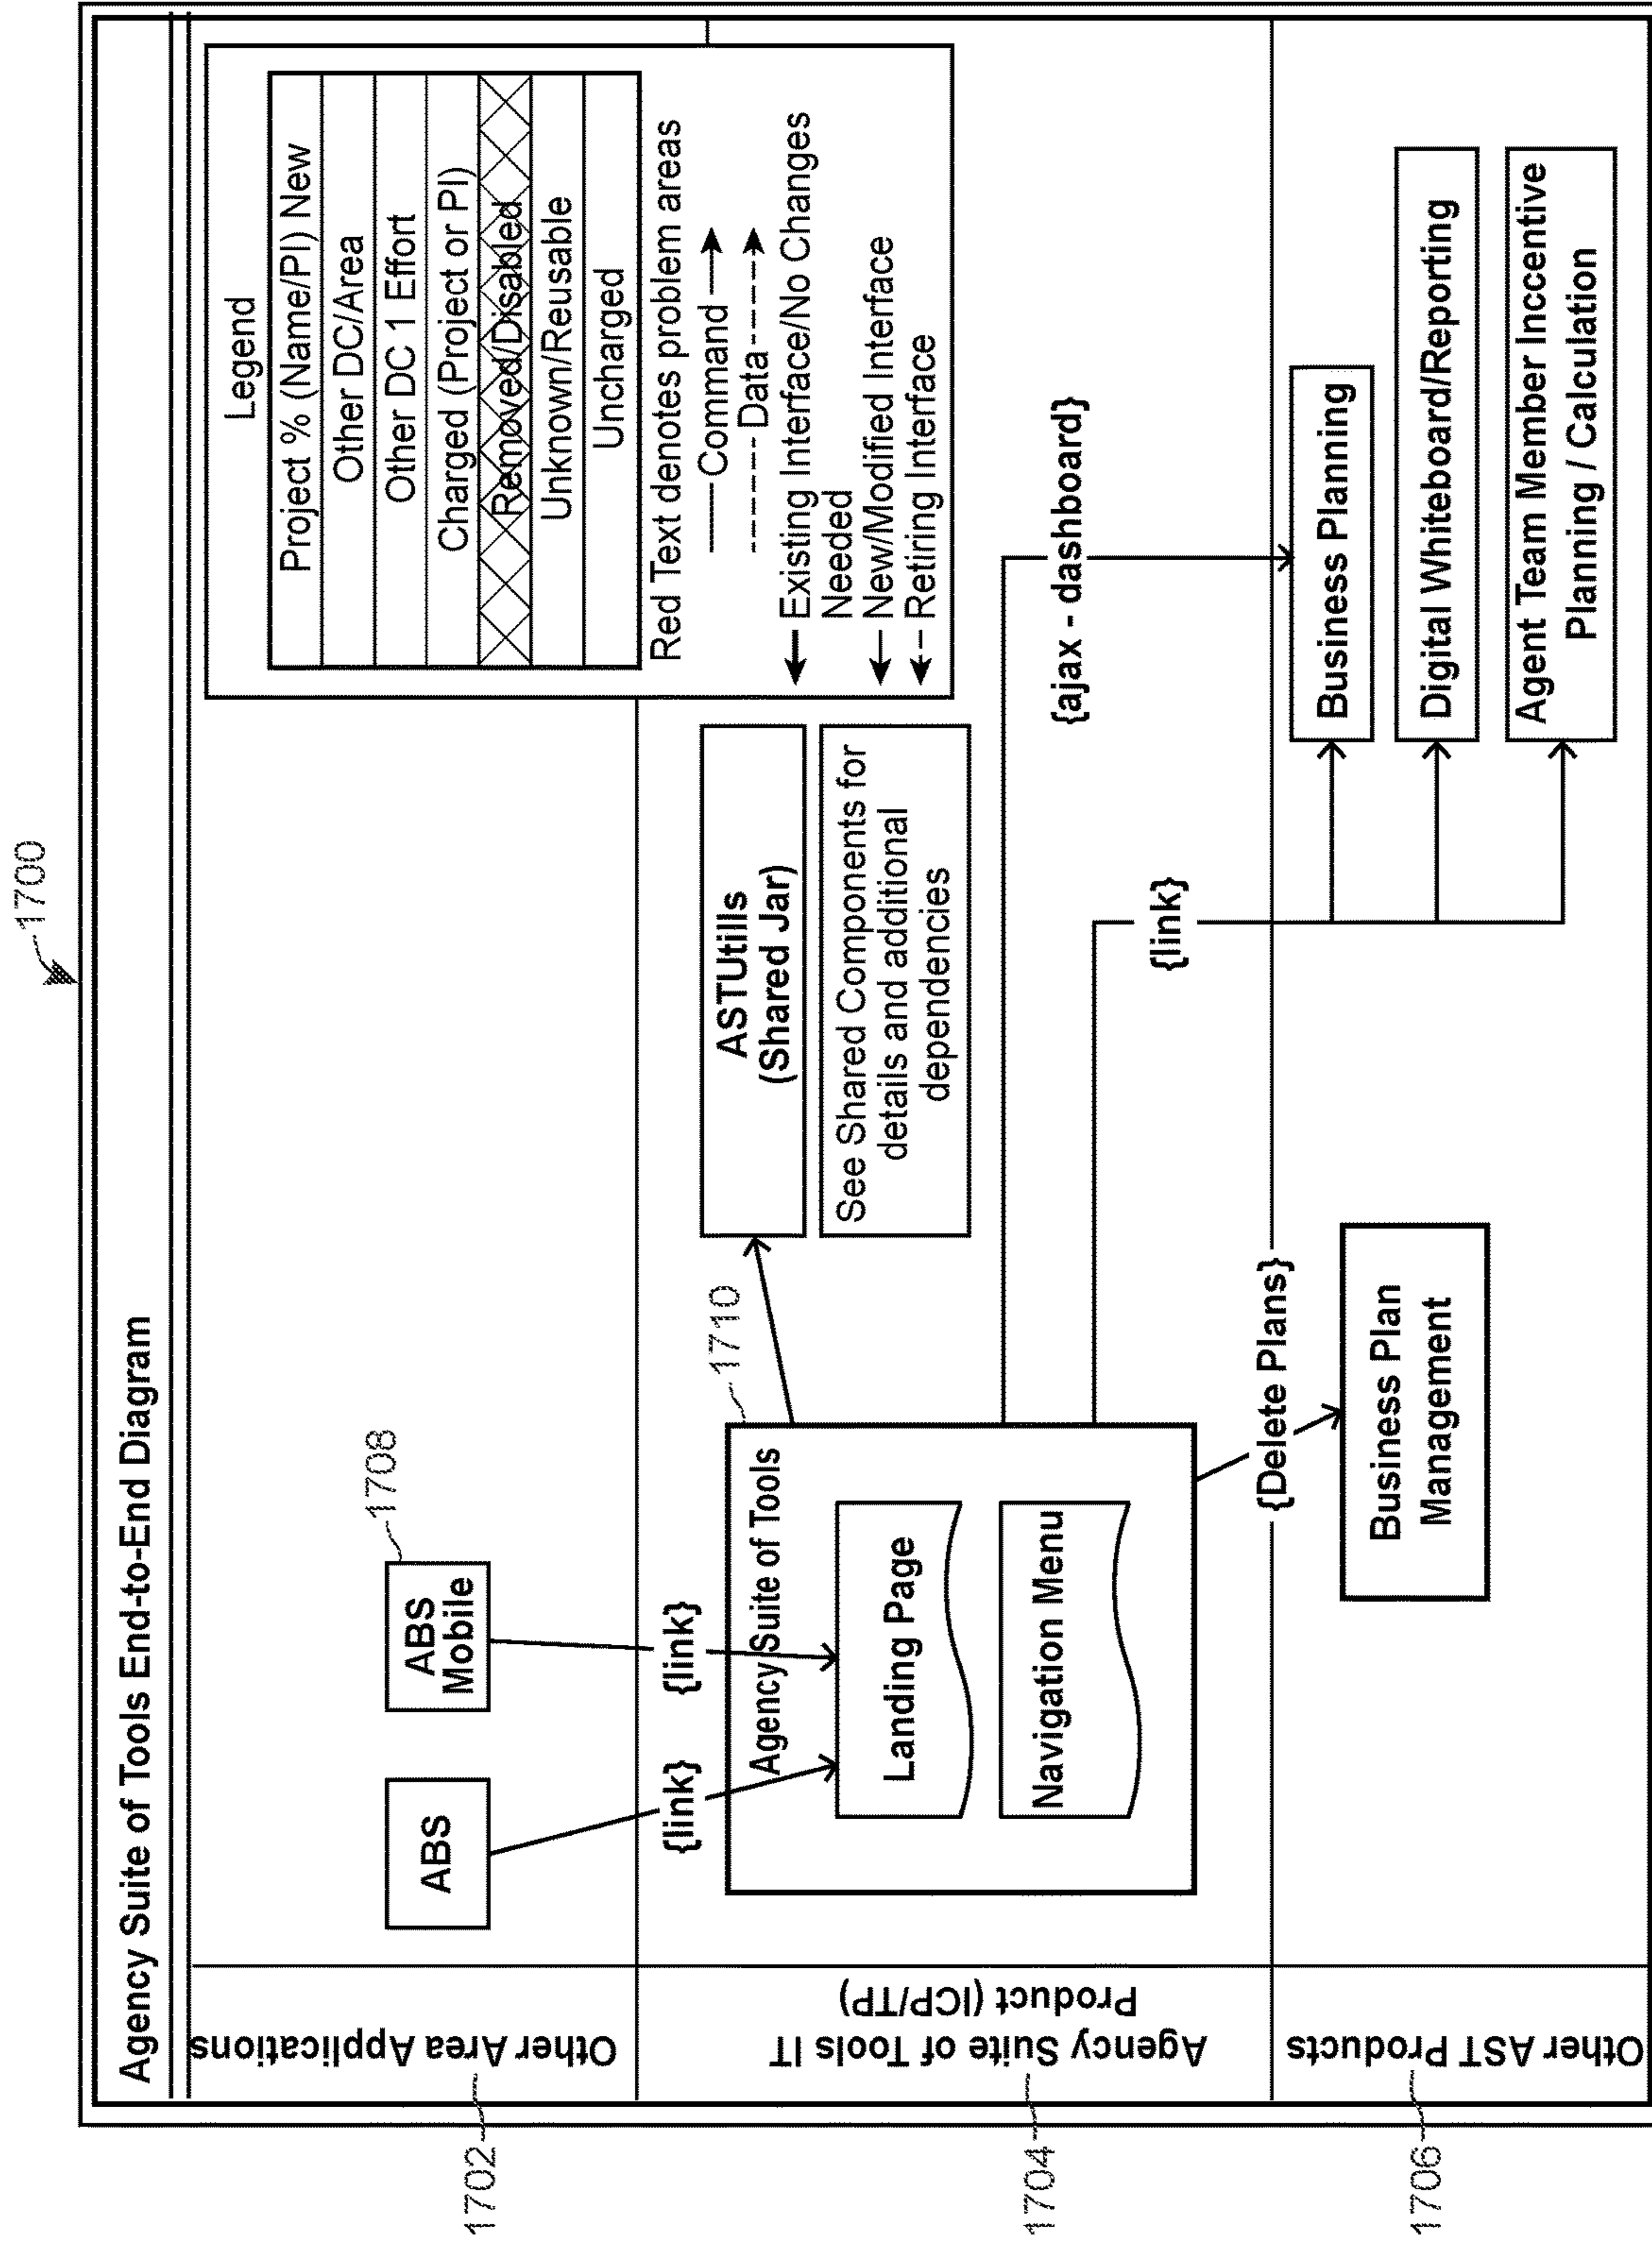 1700
Agency Suite of Tools End-to-End Diagram
Legend
Project % (Name/PI) New
Other DC/Area
Other DC 1 Effort
Charged (Project or PI)
Removed/Disabled
Unknown/Reusable
Uncharged
Red Text denotes problem areas
Command
Data
Existing Interface/No Changes
Needed
New/Modified Interface
Retiring Interface
1702
Other Area Applications
ABS
ABS
Mobile
1708
{link}
{link}
1704
Agency Suite of Tools IT
Product (ICP/TP)
Agency Suite of Tools
1710
Landing Page
Navigation Menu
ASTUtills
(Shared Jar)
See Shared Components for
details and additional
dependencies
{ajax - dashboard}
{link}
{Delete Plans}
1706
Other AST Products
Business Plan
Management
Business Planning
Digital Whiteboard/Reporting
Agent Team Member Inccentive
Planning / Calculation